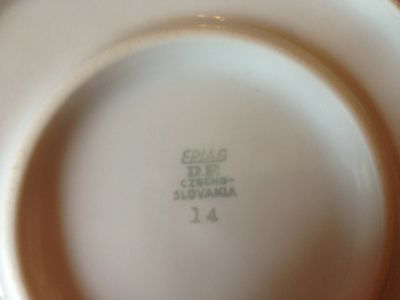 EPIAG
D.F.
CZECHO-
SLOVAKIA
14